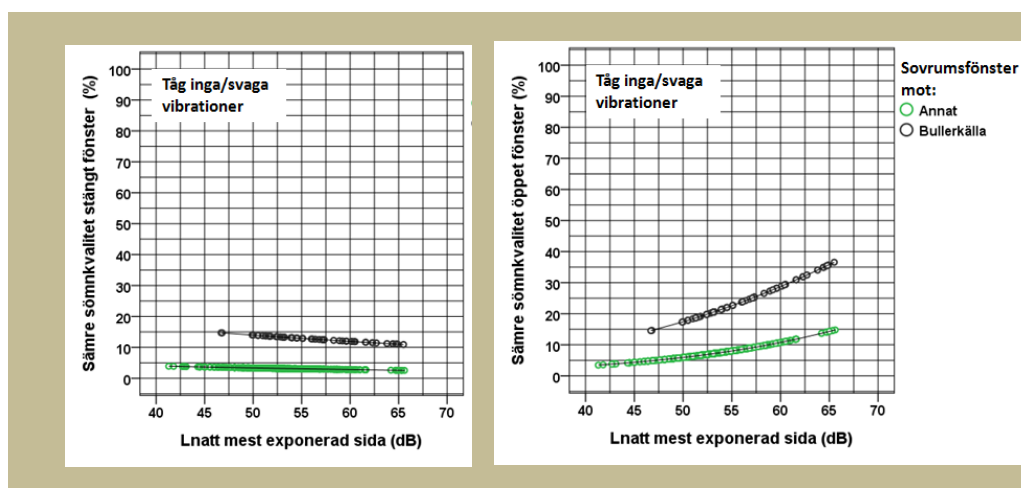 Sämre sömnkvalitet stängt fönster (%)
Tåg inga/svaga
vibrationer
100
90
80
70
60
50
40
30
20
10
0
40 45 50 55 60 65 70
Lnatt mest exponerad sida (dB)
Sämre sömnkvalitet öppet fönster (%)
Tåg inga/svaga
vibrationer
100
90
80
70
60
50
40
30
20
10
0
40 45 50 55 60 65 70
Lnatt mest exponerad sida (dB)
Sovrumsfönster
mot:
Annat
Bullerkälla